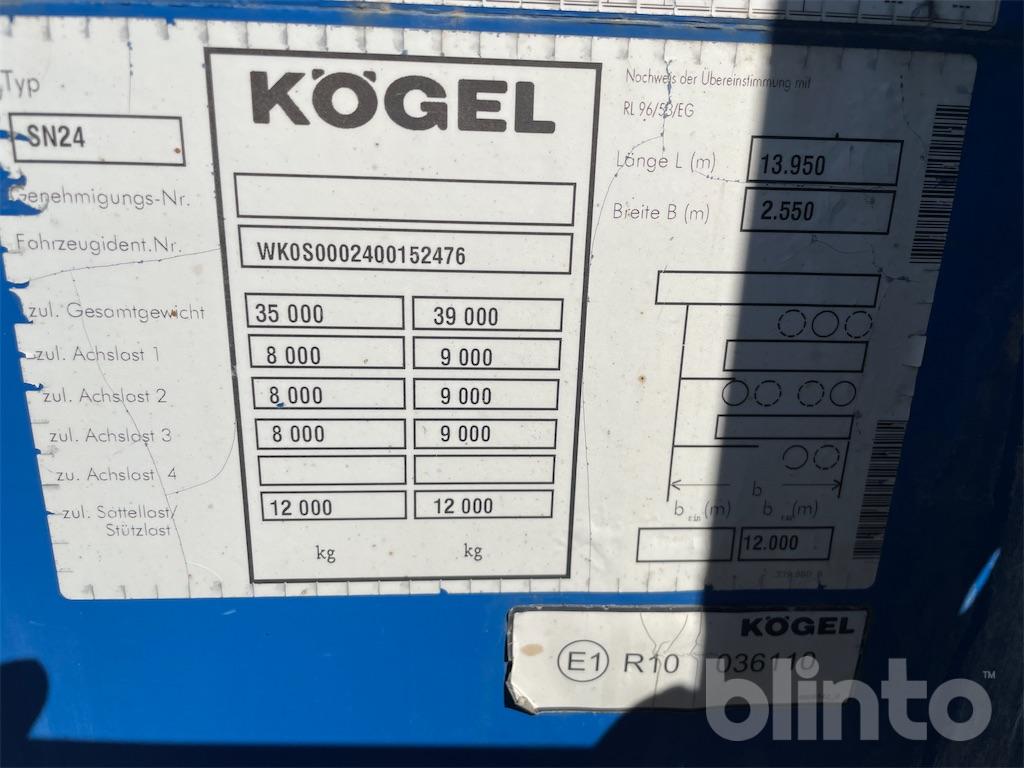 Typ
SN24
KÖGEL
Nachweis der Übereinstimmung mit
RL 96/53/EG
Länge L (m) 13.950
Breite B (m) 2.550
Genehmigungs-Nr.
Fahrzeugident.Nr. WK0S0002400152476
zul. Gesamtgewicht 35 000 39 000
zul. Achslast 1 8 000 9 000
zul. Achslast 2 8 000 9 000
zul. Achslast 3 8 000 9 000
zu. Achslast 4
zul. Sattellast/
Stützlast 12 000 12 000
kg kg
b
b min (m) b max (m)
12.000
KÖGEL
E1 R10 036110
blinto™